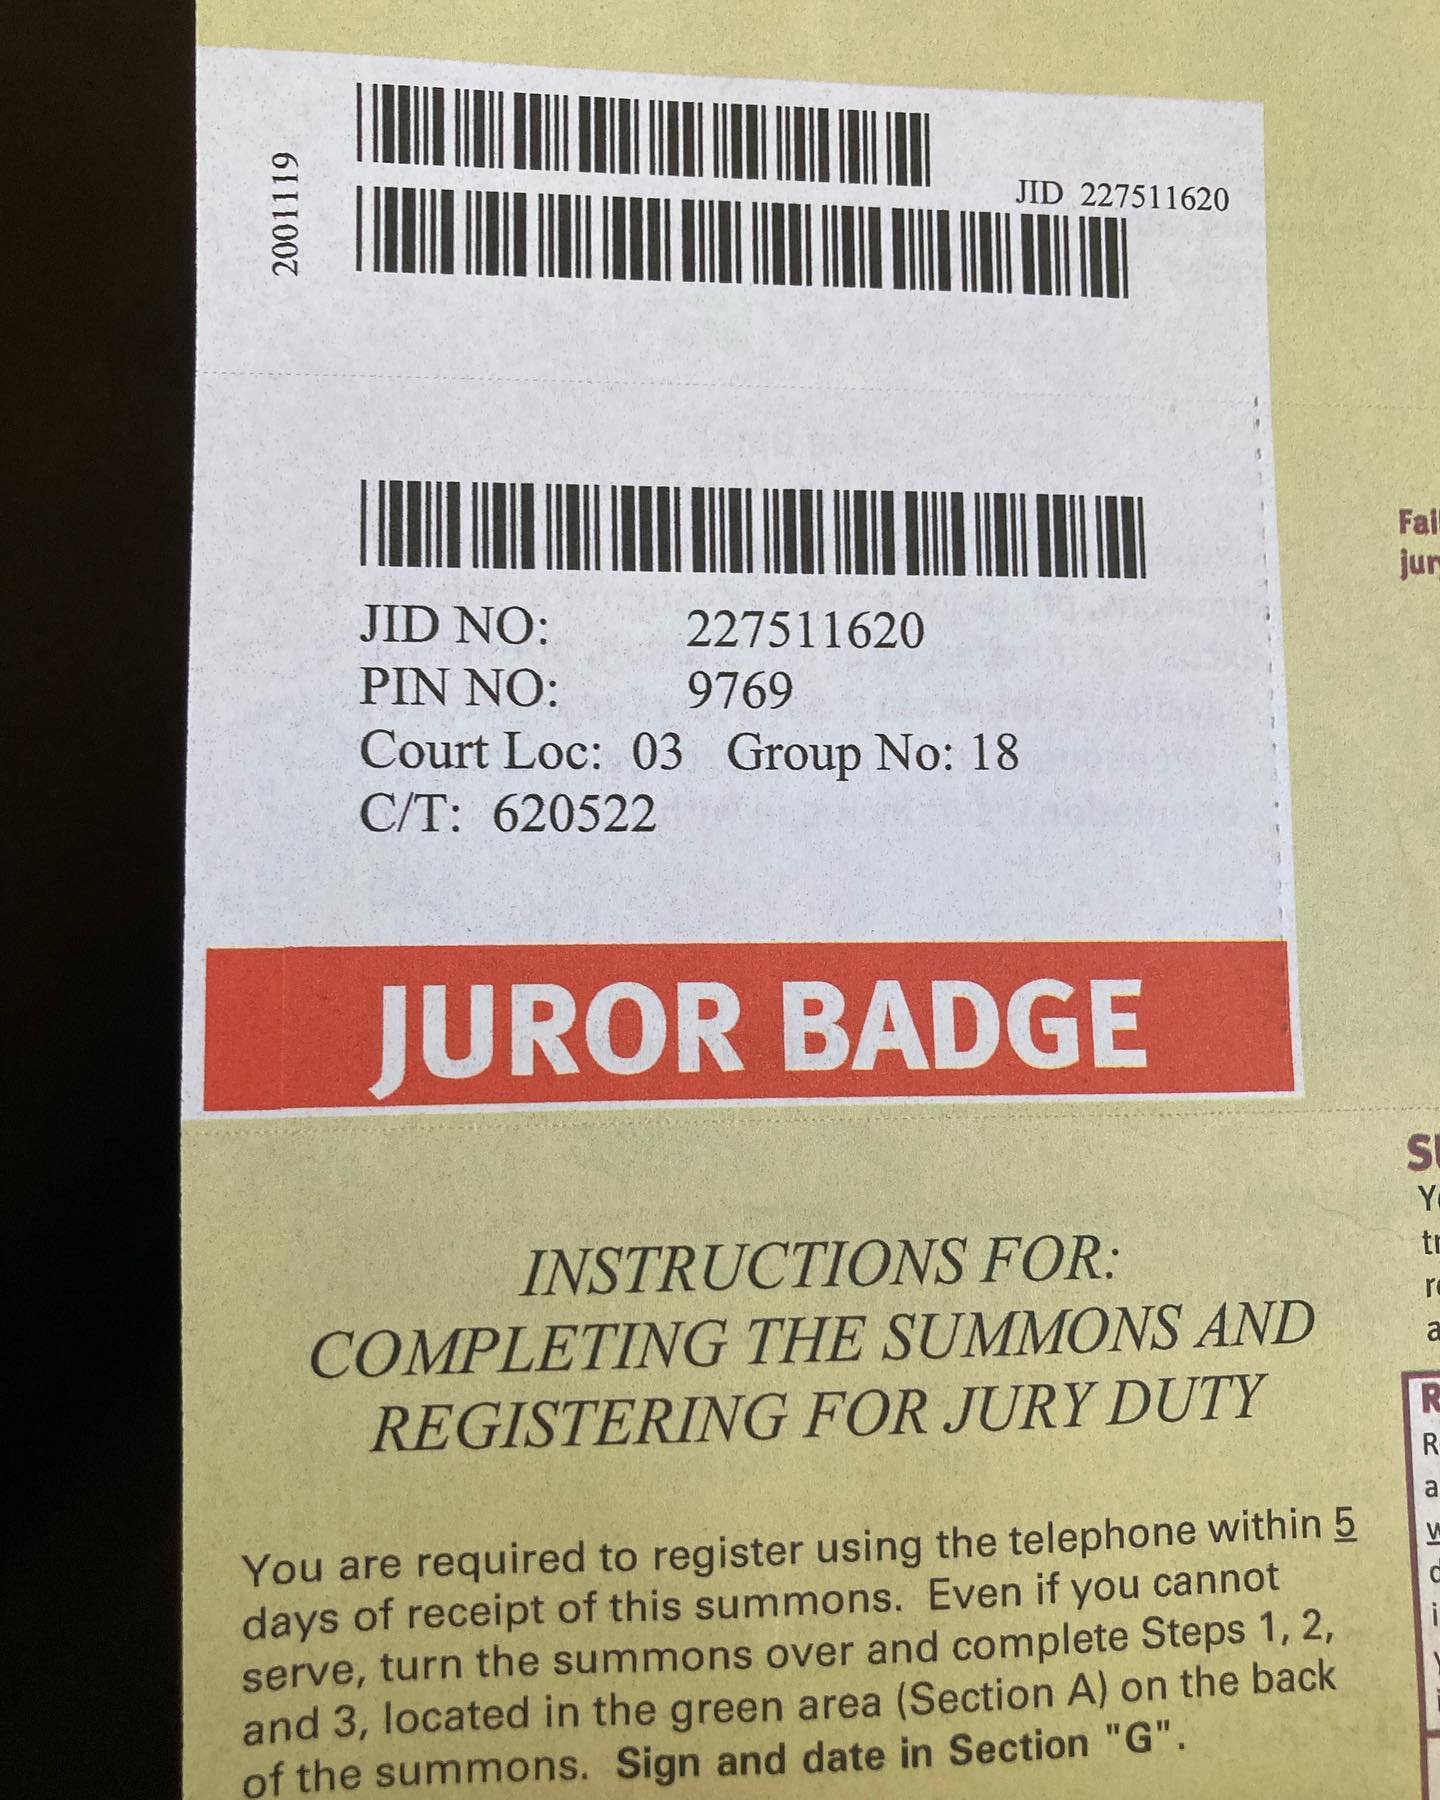 2001119
JID 227511620
JID NO: 227511620
PIN NO: 9769
Court Loc: 03 Group No: 18
C/T: 620522
JUROR BADGE
INSTRUCTIONS FOR:
COMPLETING THE SUMMONS AND
REGISTERING FOR JURY DUTY
You are required to register using the telephone within 5
days of receipt of this summons. Even if you cannot
serve, turn the summons over and complete Steps 1, 2,
and 3, located in the green area (Section A) on the back
of the summons. Sign and date in Section "G".